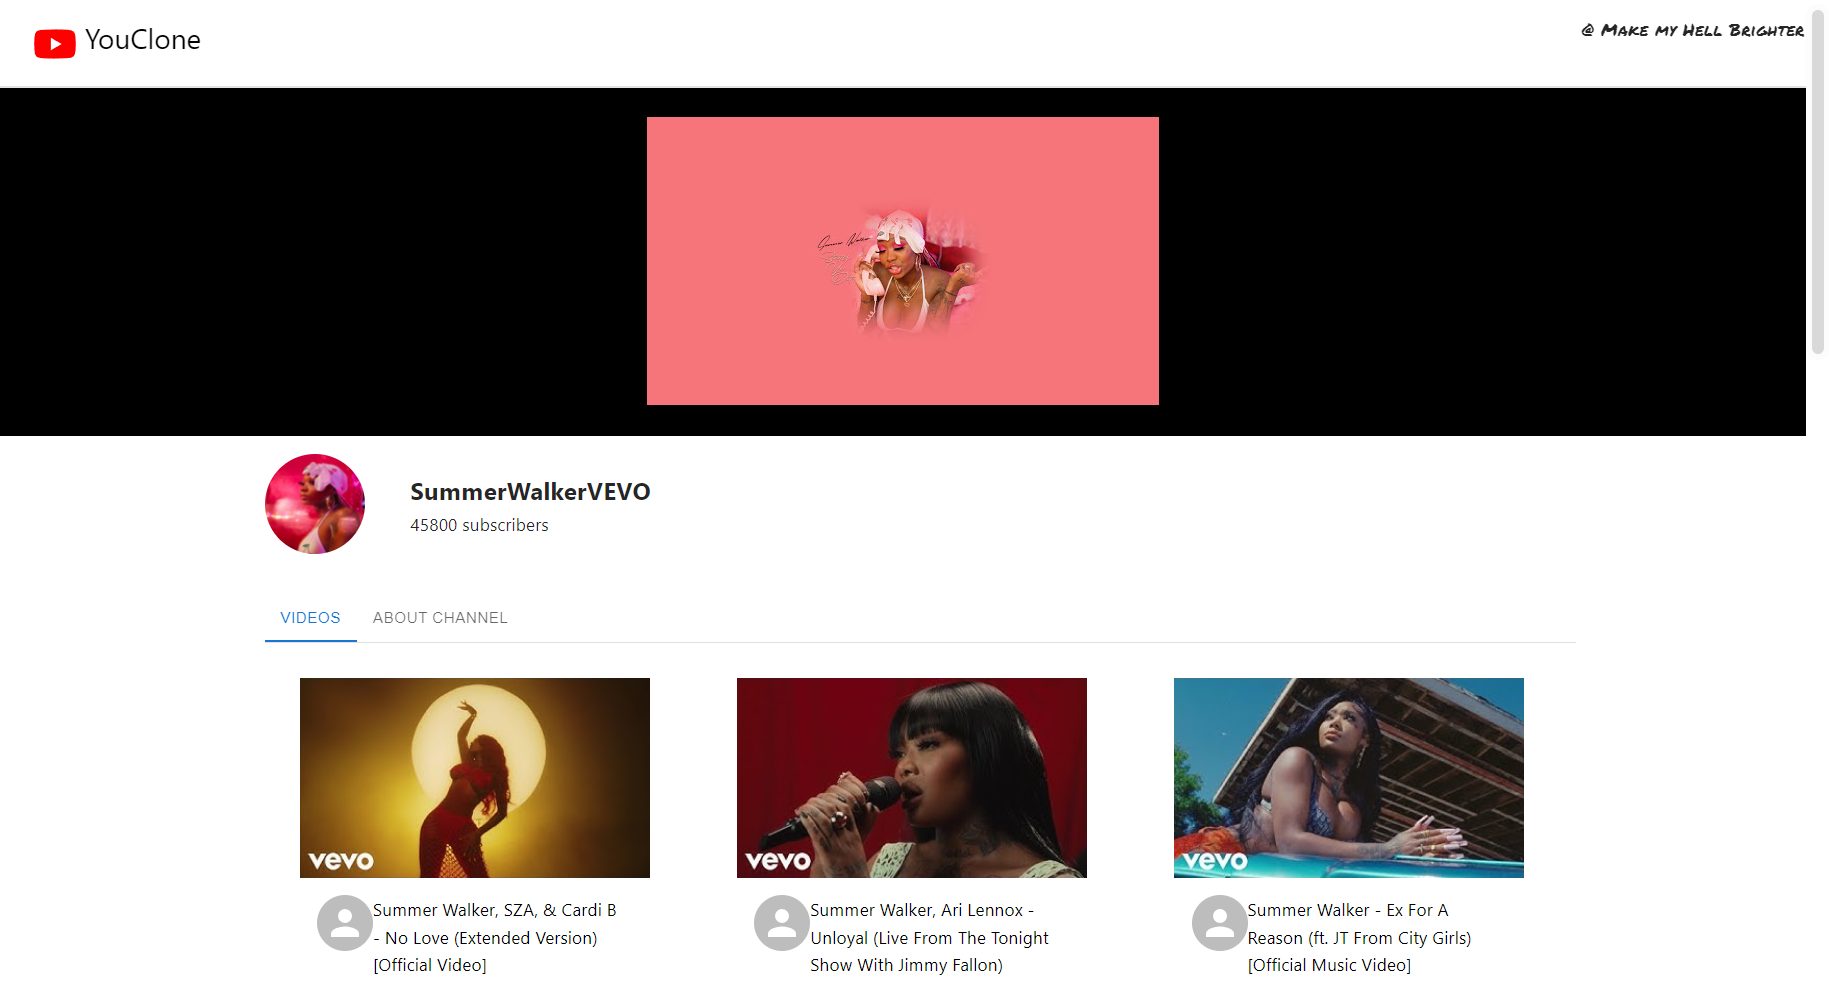 YouClone
@ Make my Hell Brighter
Summer Walker
SummerWalkerVEVO
45800 subscribers
VIDEOS
ABOUT CHANNEL
vevo
vevo
vevo
Summer Walker, SZA, & Cardi B
- No Love (Extended Version)
[Official Video]
Summer Walker, Ari Lennox -
Unloyal (Live From The Tonight
Show With Jimmy Fallon)
Summer Walker - Ex For A
Reason (ft. JT From City Girls)
[Official Music Video]